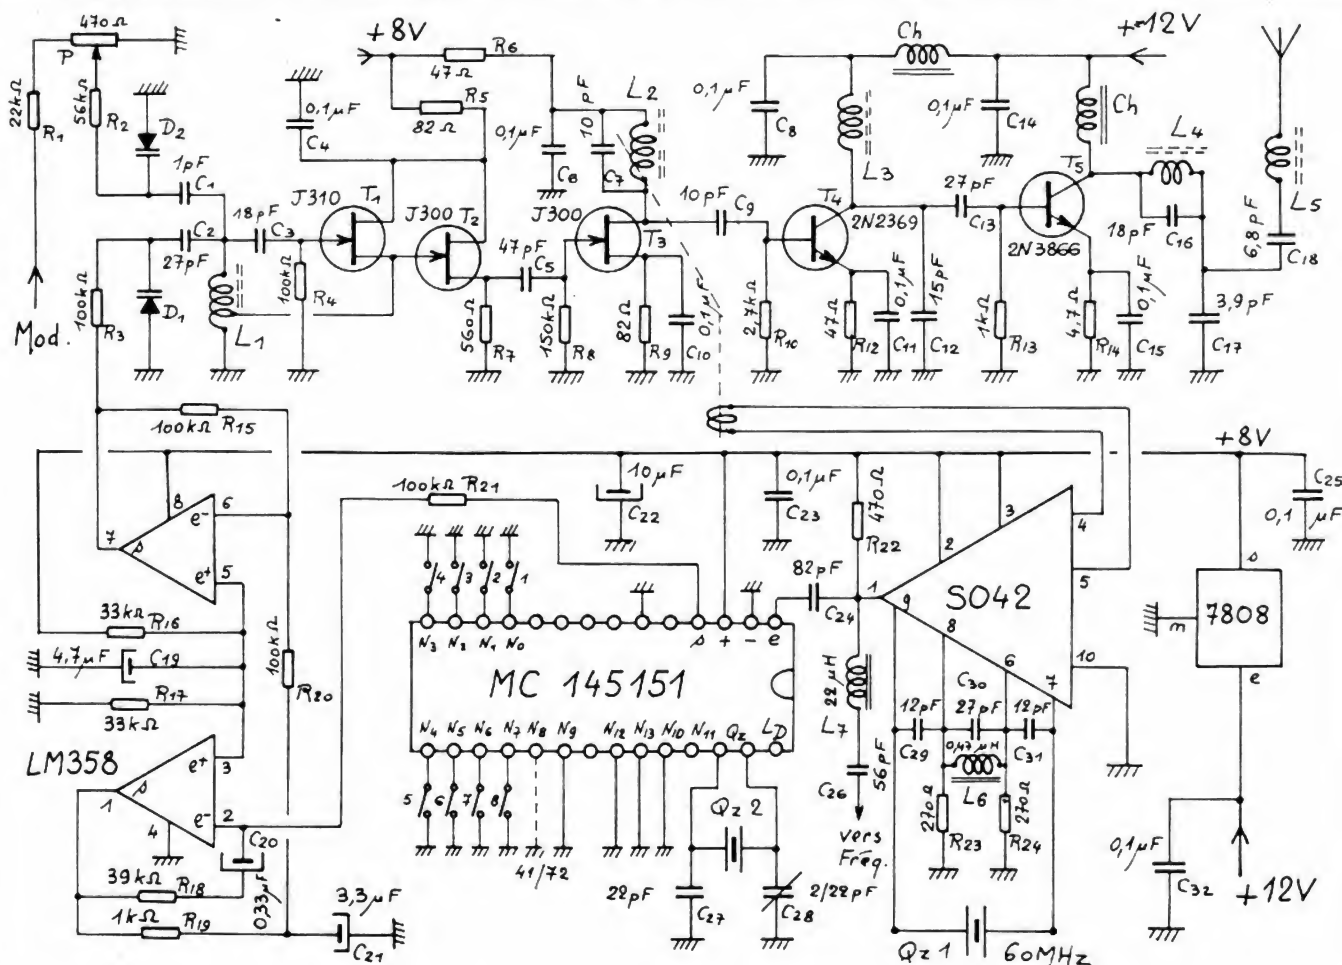 470Ω
P
22kΩ
R1
56kΩ
R2
D2
1pF
C1
C2
27pF
100kΩ
R3
D1
Mod.
L1
18pF
C3
100kΩ
R4
0,1µF
C4
J310
T1
+8V
R6
47Ω
R5
82Ω
J300
T2
560Ω
R7
47pF
C5
150kΩ
R8
0,1µF
C6
10pF
C7
L2
J300
T3
82Ω
R9
0,1µF
C10
10pF
C9
2,7kΩ
R10
0,1µF
C8
Ch
L3
T4
2N2369
47Ω
R12
0,1µF
C11
15pF
C12
27pF
C13
1kΩ
R13
0,1µF
C14
+12V
Ch
T5
2N3866
4,7Ω
R14
0,1µF
C15
L4
18pF
C16
3,9pF
C17
6,8pF
C18
L5
100kΩ R15
7
s
8
e-
6
e+
5
33kΩ
R16
4,7µF
C19
R17
33kΩ
100kΩ
R20
LM358
1
s
4
e+
3
e-
2
C20
0,33µF
39kΩ
R18
1kΩ
R19
3,3µF
C21
100kΩ R21
10µF
C22
0,1µF
C23
470Ω
R22
82pF
C24
4
3
2
1
N3
N2
N1
N0
s
+
-
e
MC 145151
N4
N5
N6
N7
N8
N9
N12
N13
N10
N11
Qz
LD
5
6
7
8
41/72
Qz 2
22pF
C27
2/22pF
C28
22µH
L7
56pF
C26
vers
Freq.
SO42
1
2
3
4
5
10
9
8
6
7
12pF
C29
C30
27pF
12pF
C31
0,47µH
L6
270Ω
R23
270Ω
R24
Qz 1
60MHz
+8V
C25
0,1
µF
s
7808
m
e
0,1µF
C32
+12V